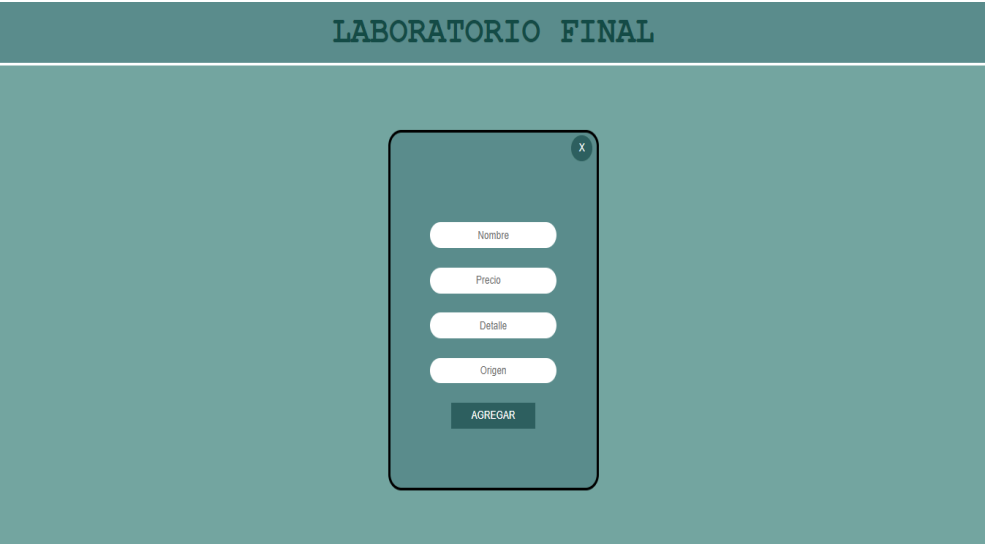 LABORATORIO FINAL
X
Nombre
Precio
Detalle
Origen
AGREGAR